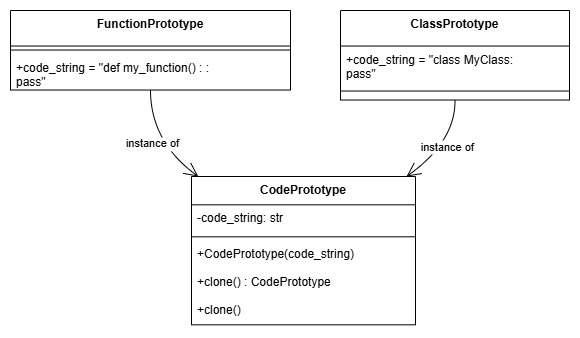 FunctionPrototype
+code_string = "def my_function() : :
pass"
ClassPrototype
+code_string = "class MyClass:
pass"
instance of
instance of
CodePrototype
-code_string: str
+CodePrototype(code_string)
+clone() : CodePrototype
+clone()